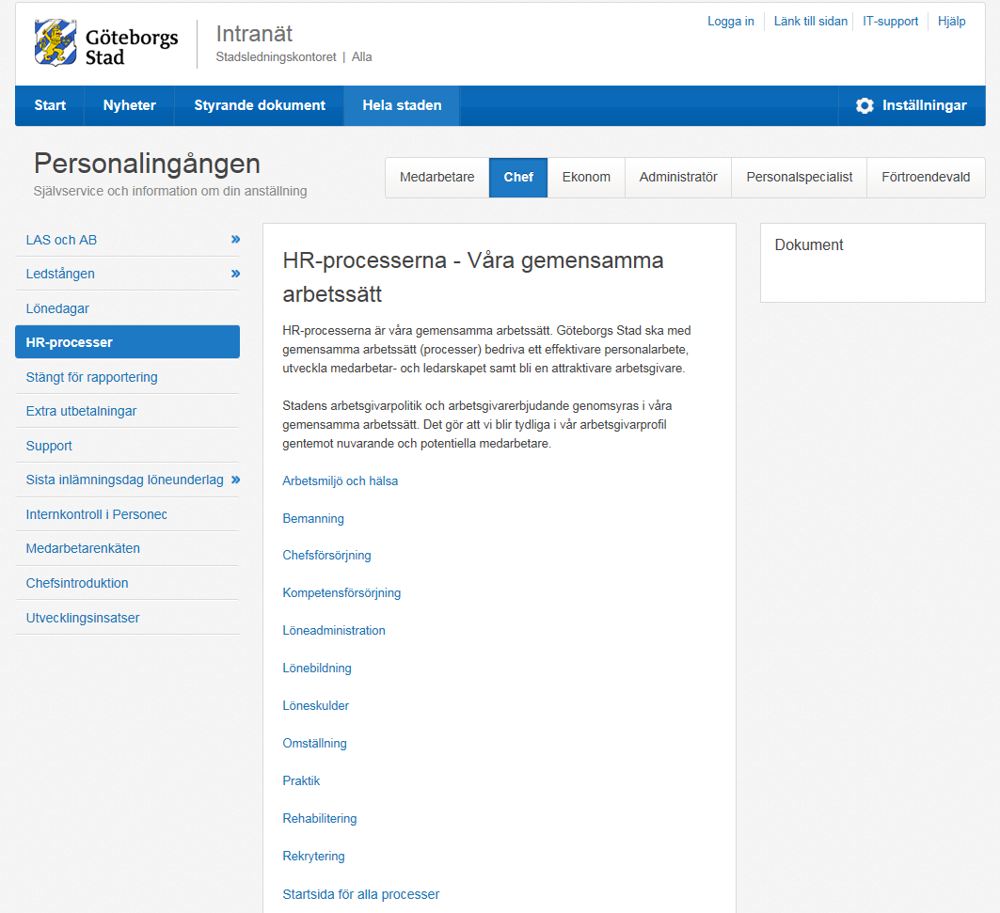 Göteborgs
Stad
Intranät
Stadsledningskontoret | Alla
Logga in
Länk till sidan
IT-support
Hjälp
Start
Nyheter
Styrande dokument
Hela staden
Inställningar
Personalingången
Självservice och information om din anställning
Medarbetare
Chef
Ekonom
Administratör
Personalspecialist
Förtroendevald
LAS och AB »
Ledstången »
Lönedagar
HR-processer
Stängt för rapportering
Extra utbetalningar
Support
Sista inlämningsdag löneunderlag »
Internkontroll i Personec
Medarbetarenkäten
Chefsintroduktion
Utvecklingsinsatser
HR-processerna - Våra gemensamma
arbetssätt
HR-processerna är våra gemensamma arbetssätt. Göteborgs Stad ska med
gemensamma arbetssätt (processer) bedriva ett effektivare personalarbete,
utveckla medarbetar- och ledarskapet samt bli en attraktivare arbetsgivare.
Stadens arbetsgivarpolitik och arbetsgivarerbjudande genomsyras i våra
gemensamma arbetssätt. Det gör att vi blir tydliga i vår arbetsgivarprofil
gentemot nuvarande och potentiella medarbetare.
Arbetsmiljö och hälsa
Bemanning
Chefsförsörjning
Kompetensförsörjning
Löneadministration
Lönebildning
Löneskulder
Omställning
Praktik
Rehabilitering
Rekrytering
Startsida för alla processer
Dokument